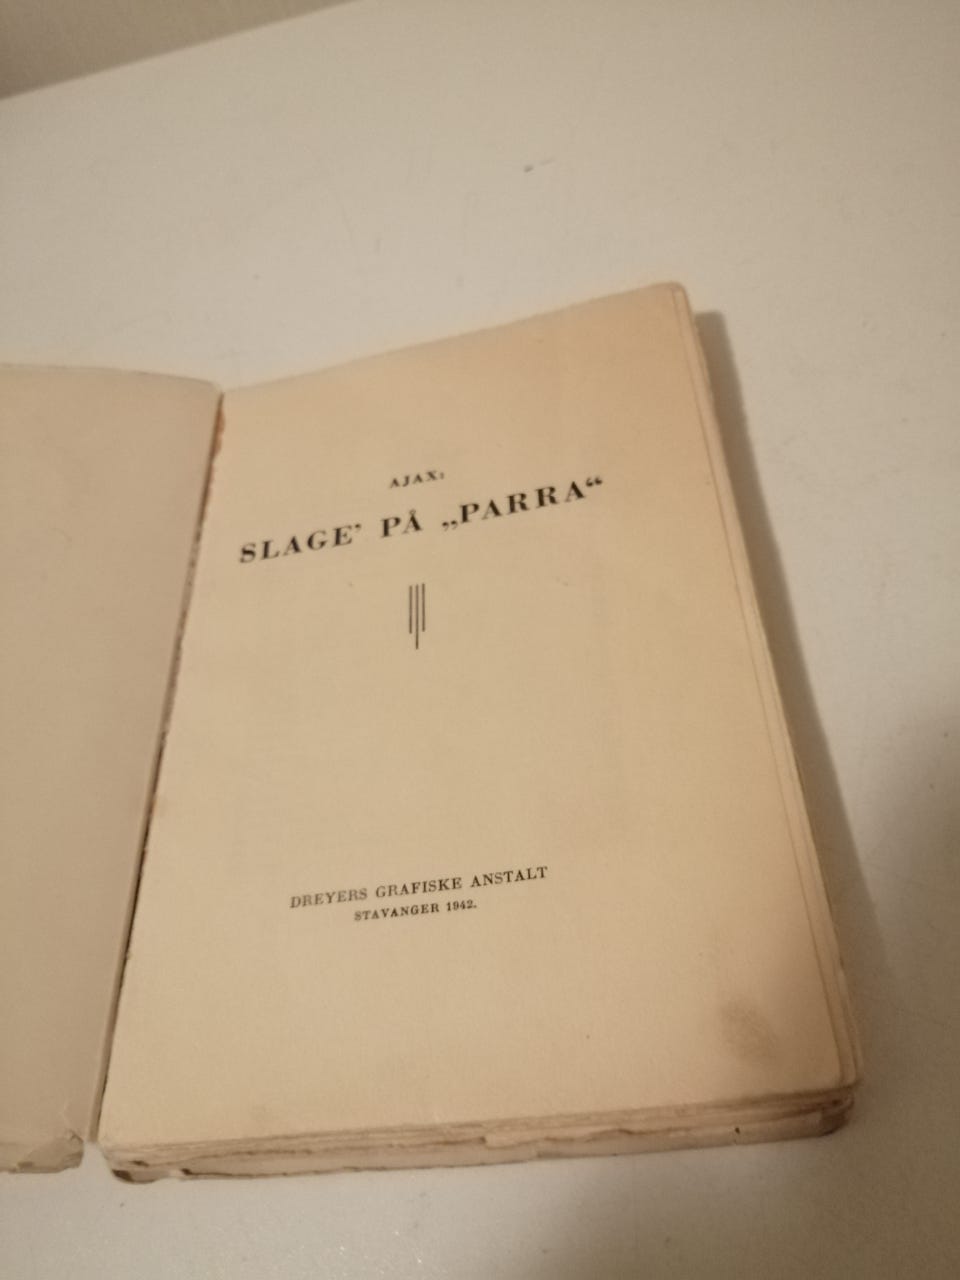 AJAX:
SLAGE' PÅ „PARRA“
DREYERS GRAFISKE ANSTALT
STAVANGER 1942.